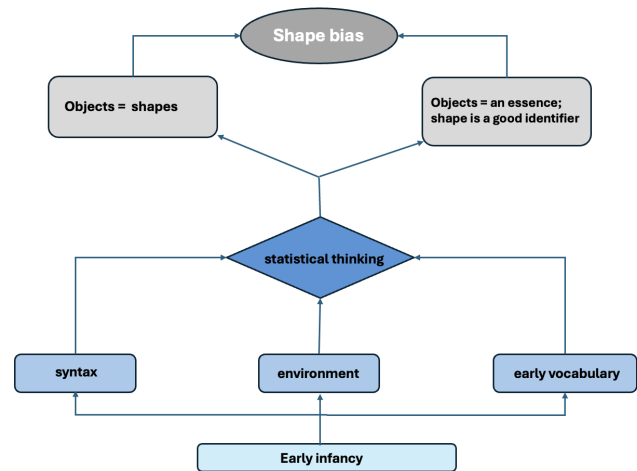 Shape bias
Objects = shapes
Objects = an essence;
shape is a good identifier
statistical thinking
syntax
environment
early vocabulary
Early infancy